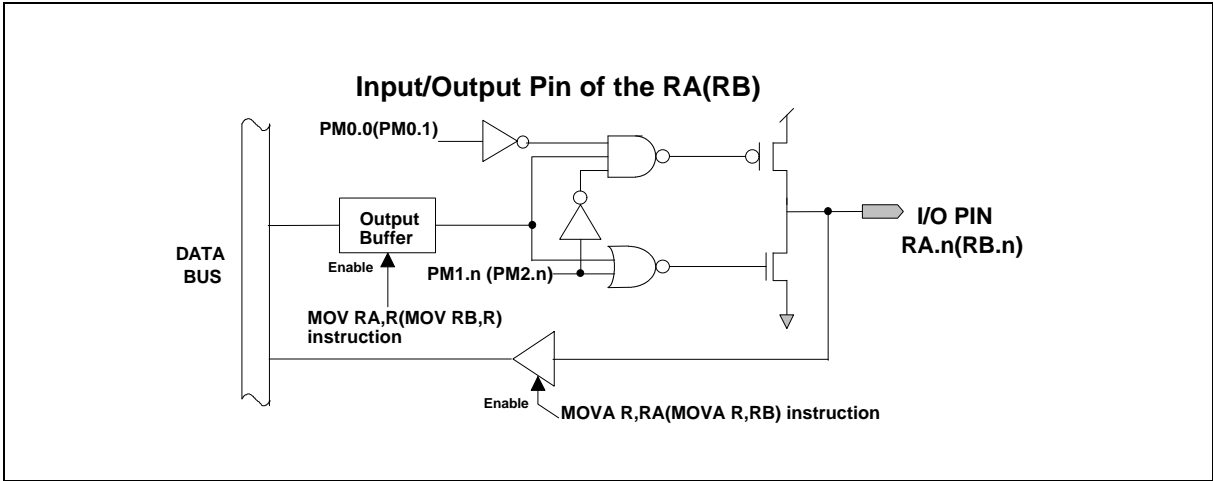 Input/Output Pin of the RA(RB)
PM0.0(PM0.1)
Output
Buffer
I/O PIN
RA.n(RB.n)
DATA
BUS
Enable
PM1.n (PM2.n)
MOV RA,R(MOV RB,R)
instruction
Enable
MOVA R,RA(MOVA R,RB) instruction